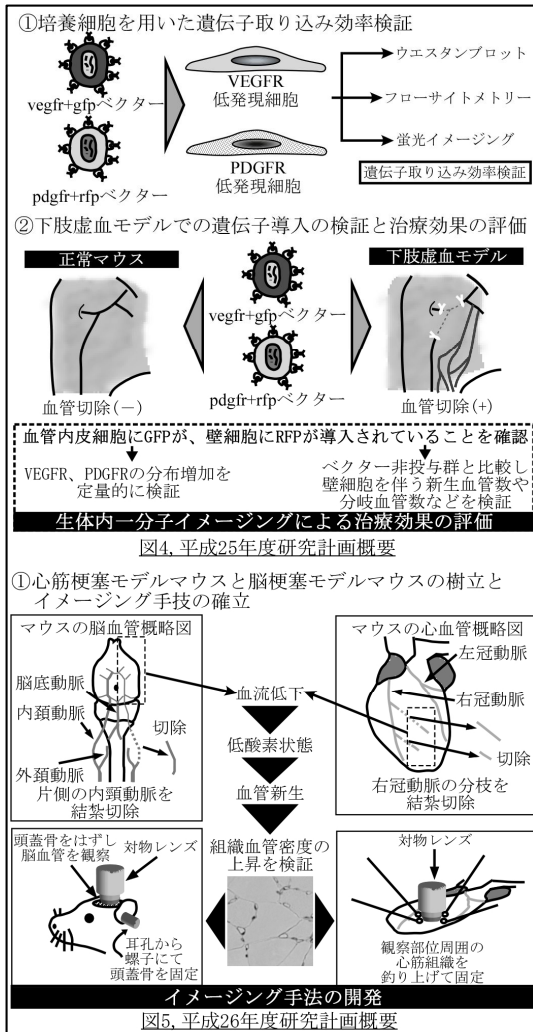 ①培養細胞を用いた遺伝子取り込み効率検証
vegfr+gfpベクター
pdgfr+rfpベクター
VEGFR
低発現細胞
PDGFR
低発現細胞
ウエスタンブロット
フローサイトメトリー
蛍光イメージング
遺伝子取り込み効率検証
②下肢虚血モデルでの遺伝子導入の検証と治療効果の評価
正常マウス
血管切除(－)
vegfr+gfpベクター
pdgfr+rfpベクター
下肢虚血モデル
血管切除(+)
血管内皮細胞にGFPが、壁細胞にRFPが導入されていることを確認
VEGFR、PDGFRの分布増加を
定量的に検証
ベクター非投与群と比較し
壁細胞を伴う新生血管数や
分岐血管数などを検証
生体内一分子イメージングによる治療効果の評価
図4, 平成25年度研究計画概要
①心筋梗塞モデルマウスと脳梗塞モデルマウスの樹立と
イメージング手技の確立
マウスの脳血管概略図
脳底動脈
内頚動脈
切除
外頚動脈
片側の内頚動脈を
結紮切除
血流低下
低酸素状態
血管新生
組織血管密度の
上昇を検証
マウスの心血管概略図
左冠動脈
右冠動脈
切除
右冠動脈の分枝を
結紮切除
頭蓋骨をはずし
脳血管を観察
対物レンズ
耳孔から
螺子にて
頭蓋骨を固定
対物レンズ
観察部位周囲の
心筋組織を
釣り上げて固定
イメージング手法の開発
図5, 平成26年度研究計画概要